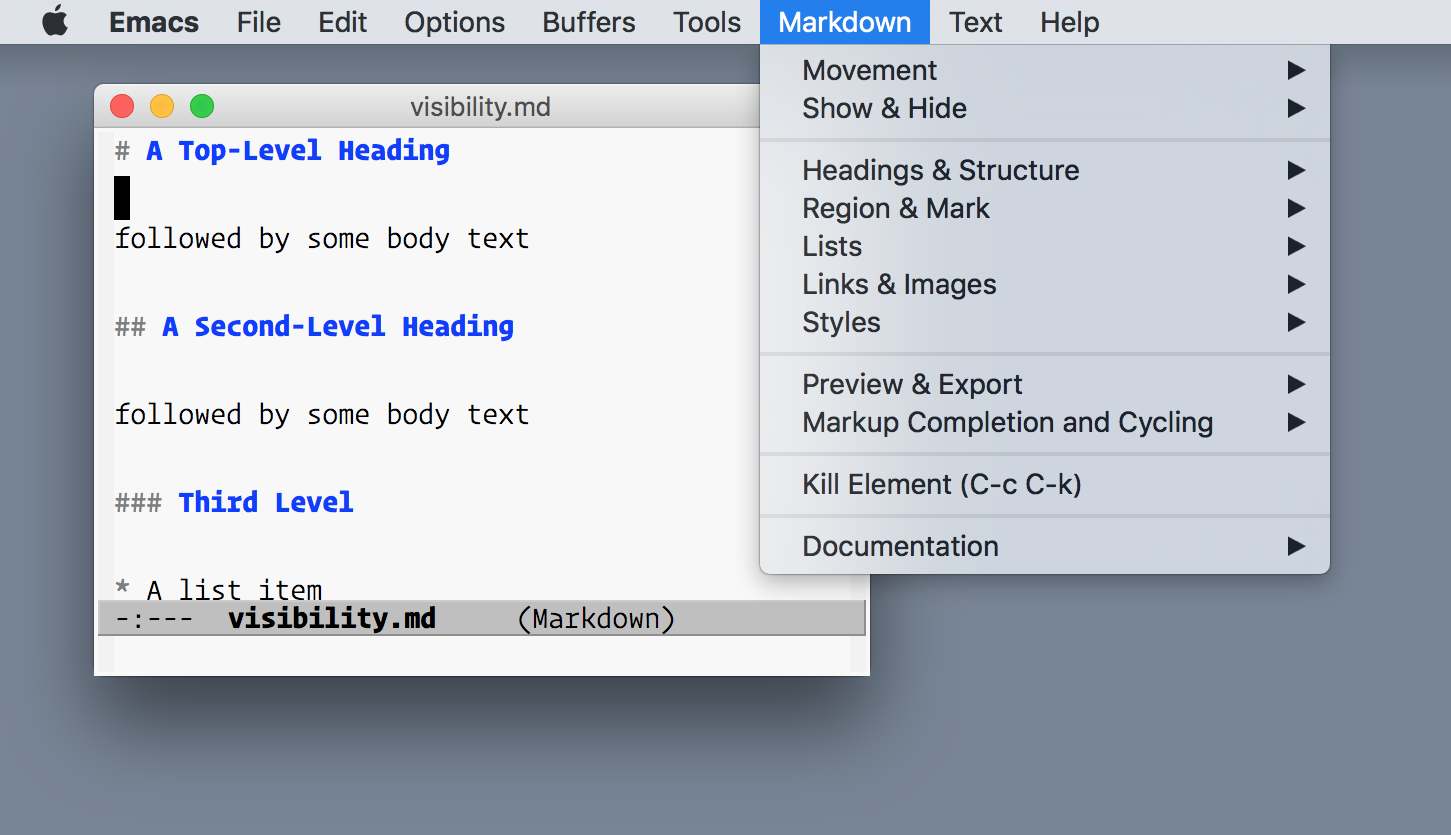 Emacs File Edit Options Buffers Tools Markdown Text Help
visibility.md
# A Top-Level Heading
followed by some body text
## A Second-Level Heading
followed by some body text
### Third Level
* A list item
-:--- visibility.md (Markdown)
Movement
Show & Hide
Headings & Structure
Region & Mark
Lists
Links & Images
Styles
Preview & Export
Markup Completion and Cycling
Kill Element (C-c C-k)
Documentation